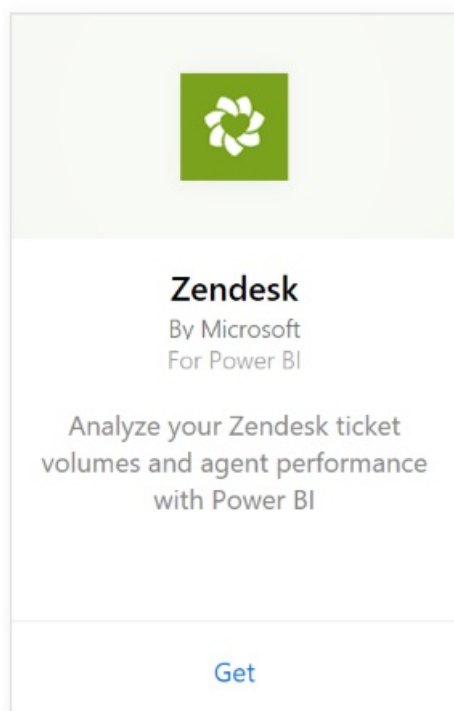 Zendesk
By Microsoft
For Power BI
Analyze your Zendesk ticket
volumes and agent performance
with Power BI
Get